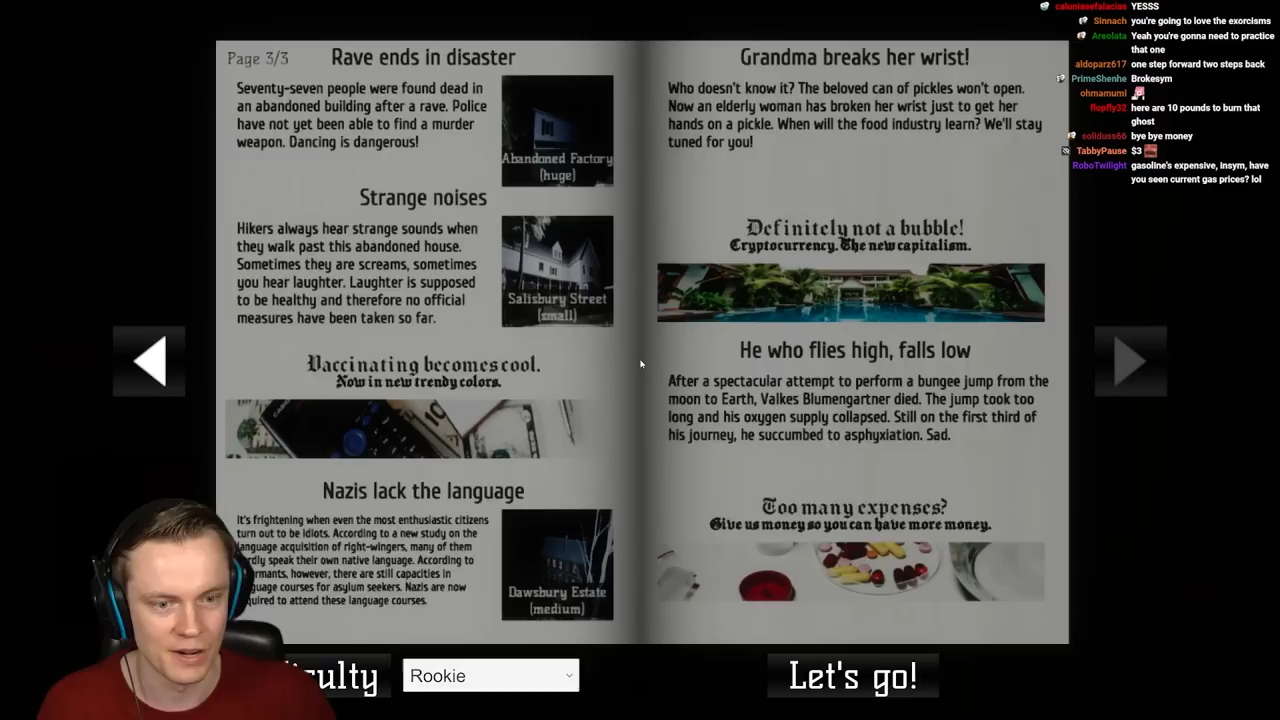 Page 3/3
Rave ends in disaster
Seventy-seven people were found dead in
an abandoned building after a rave. Police
have not yet been able to find a murder
weapon. Dancing is dangerous!
Abandoned Factory
(huge)
Strange noises
Hikers always hear strange sounds when
they walk past this abandoned house.
Sometimes they are screams, sometimes
you hear laughter. Laughter is supposed
to be healthy and therefore no official
measures have been taken so far.
Salisbury Street
(small)
Vaccinating becomes cool.
Now in new trendy colors.
Nazis lack the language
It's frightening when even the most enthusiastic citizens
turn out to be idiots. According to a new study on the
language acquisition of right-wingers, many of them
speak their own native language. According to
however, there are still capacities in
courses for asylum seekers. Nazis are now
to attend these language courses.
Dawsbury Estate
(medium)
Grandma breaks her wrist!
Who doesn't know it? The beloved can of pickles won't open.
Now an elderly woman has broken her wrist just to get her
hands on a pickle. When will the food industry learn? We'll stay
tuned for you!
Definitely not a bubble!
Cryptocurrency. The new capitalism.
He who flies high, falls low
After a spectacular attempt to perform a bungee jump from the
moon to Earth, Valkes Blumengartner died. The jump took too
long and his oxygen supply collapsed. Still on the first third of
his journey, he succumbed to asphyxiation. Sad.
Too many expenses?
Give us money so you can have more money.
Rookie
Let's go!
caluniasefalacias YESSS
Sinnach you're going to love the exorcisms
Areolata Yeah you're gonna need to practice
that one
aldoparz617 one step forward two steps back
PrimeShenhe Brokesym
ohmamumi
flopfly32 here are 10 pounds to burn that
ghost
soliduss66 bye bye money
TabbyPause $3
RoboTwilight gasoline's expensive, Insym, have
you seen current gas prices? lol